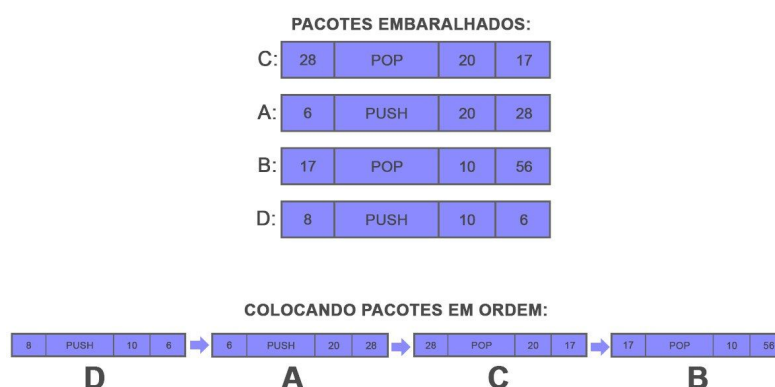 PACOTES EMBARALHADOS:
C: 28 POP 20 17
A: 6 PUSH 20 28
B: 17 POP 10 56
D: 8 PUSH 10 6
COLOCANDO PACOTES EM ORDEM:
8 PUSH 10 6 6 PUSH 20 28 28 POP 20 17 17 POP 10 56
D A C B